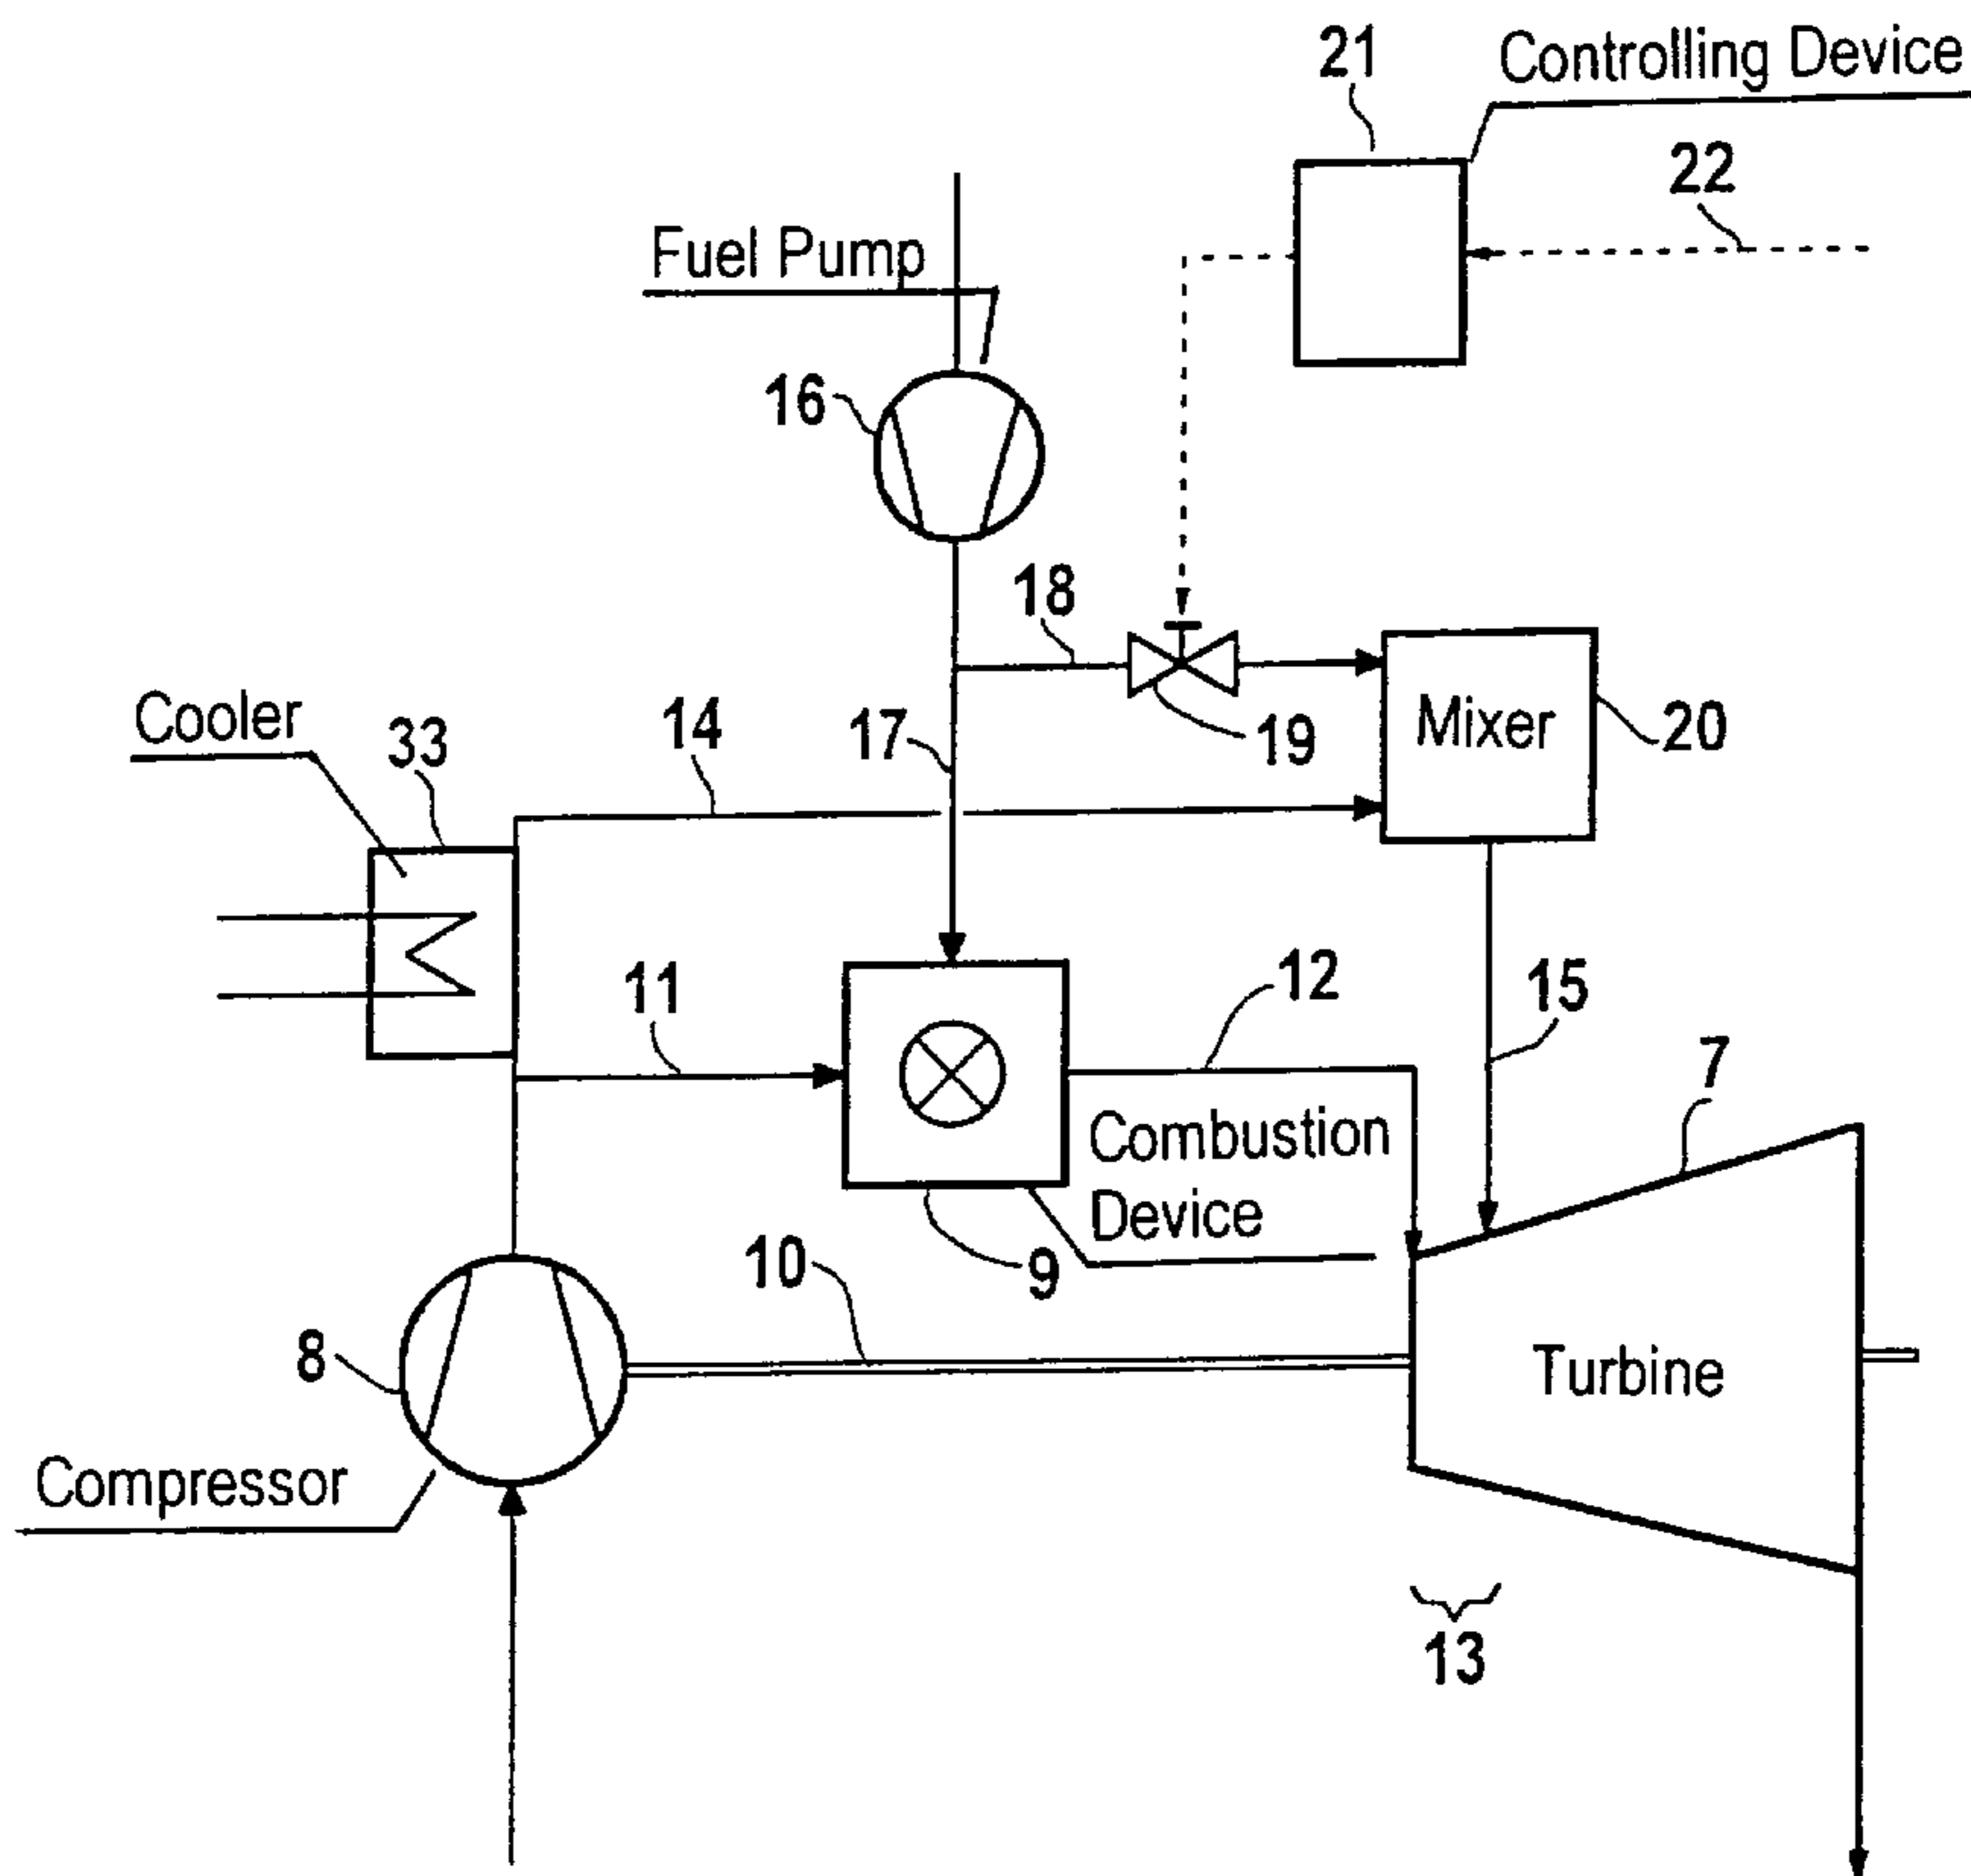 21
Controlling Device
22
Fuel Pump
16
18
Cooler
33
14
17
19
Mixer
20
11
12
15
7
Combustion
Device
10
9
8
Turbine
Compressor
13